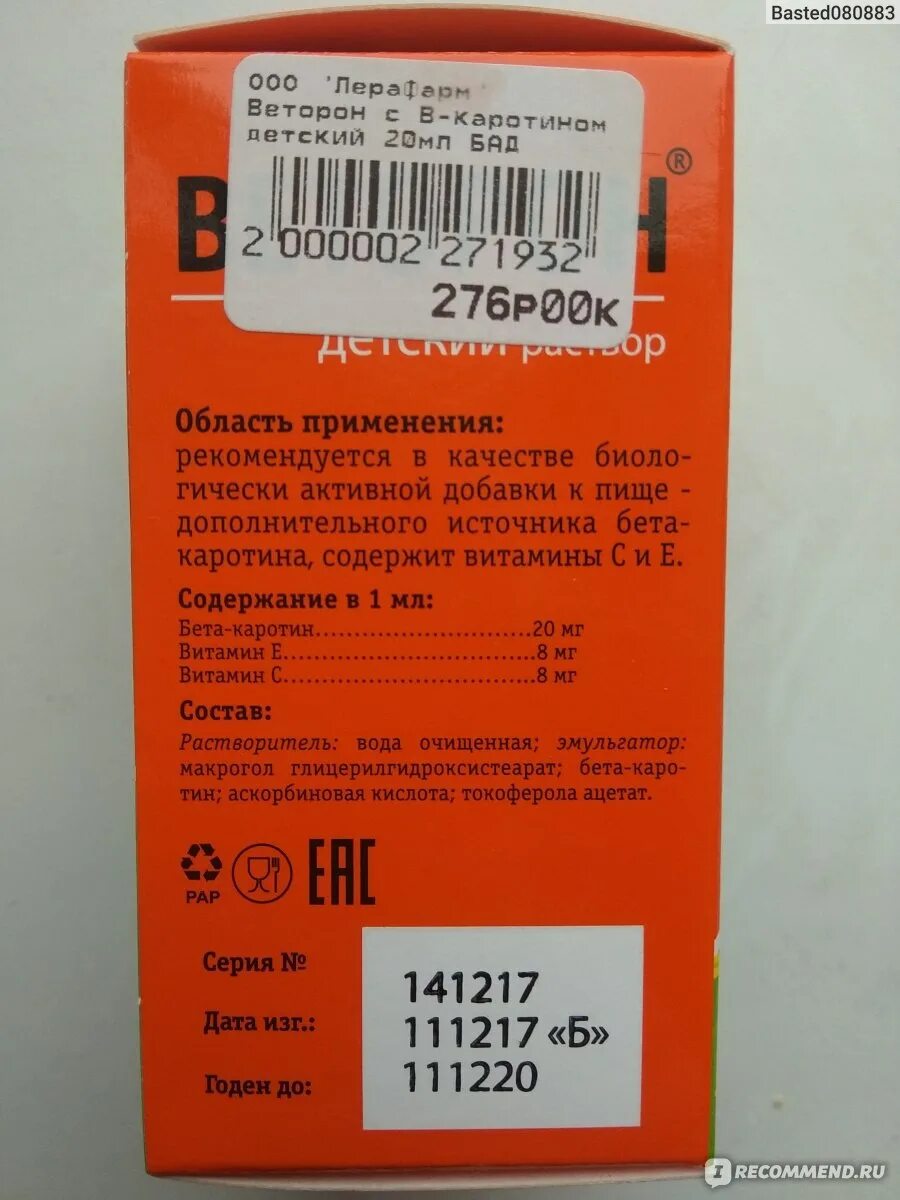 Basted080883
ООО "Лерафарм"
Веторон с В-каротином
детский 20мл БАД
2 000002 271932
276р00к
В Н®
детский раствор
Область применения:
рекомендуется в качестве биоло-
гически активной добавки к пище -
дополнительного источника бета-
каротина, содержит витамины С и Е.
Содержание в 1 мл:
Бета-каротин..............................20 мг
Витамин Е...................................8 мг
Витамин С...................................8 мг
Состав:
Растворитель: вода очищенная; эмульгатор:
макрогол глицерилгидроксистеарат; бета-каро-
тин; аскорбиновая кислота; токоферола ацетат.
PAP
EAC
Серия № 141217
Дата изг.: 111217 «Б»
Годен до: 111220
IRECOMMEND.RU